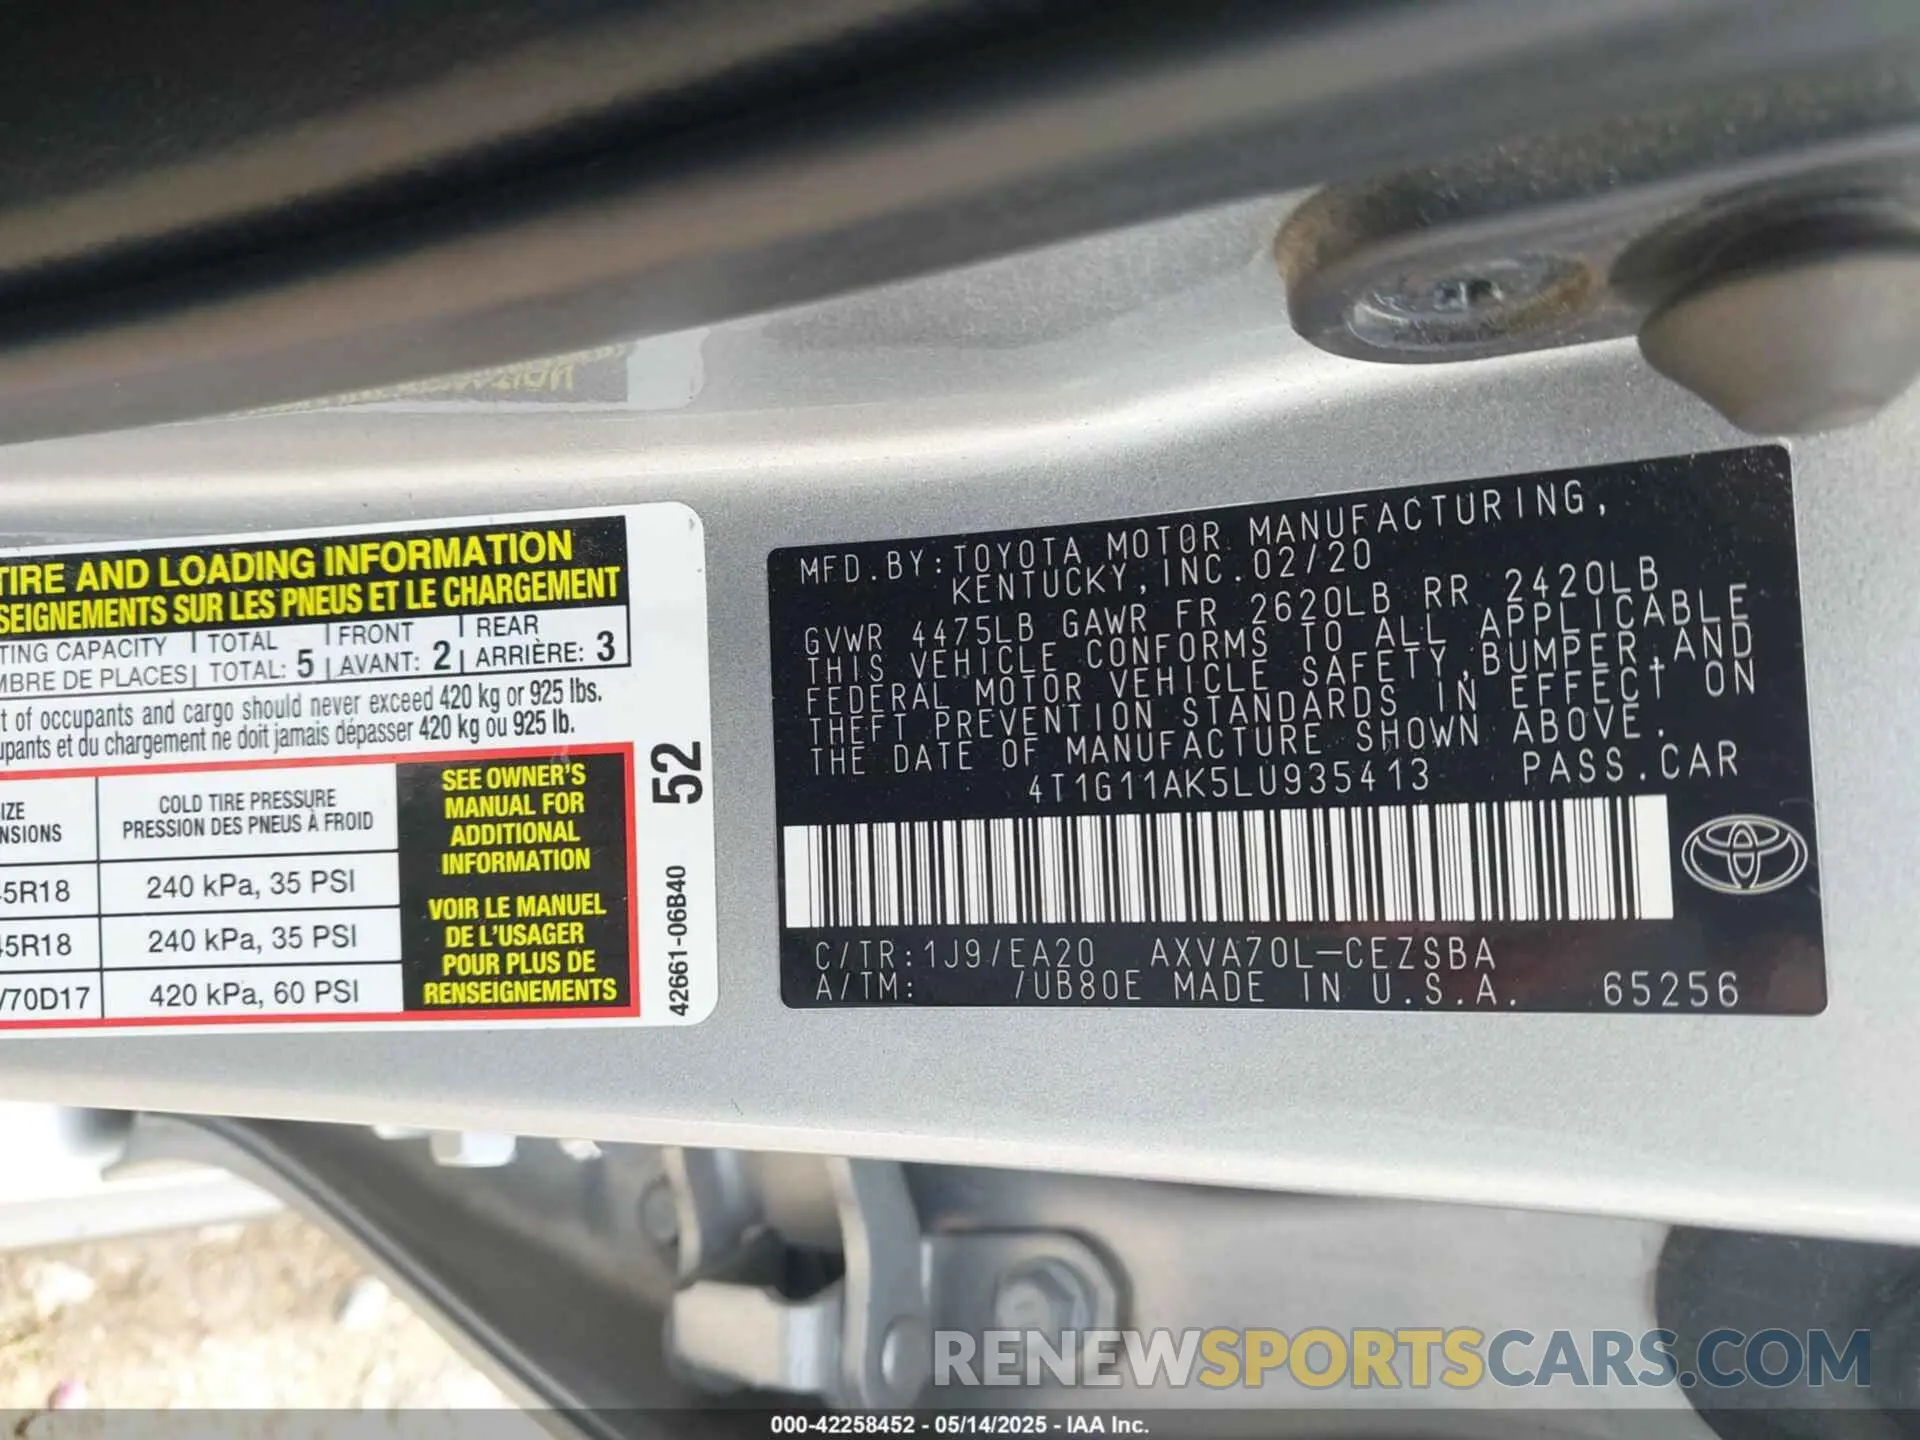 TIRE AND LOADING INFORMATION
SEIGNEMENTS SUR LES PNEUS ET LE CHARGEMENT
TING CAPACITY | TOTAL | FRONT | REAR
MBRE DE PLACES | TOTAL: 5 | AVANT: 2 | ARRIÈRE: 3
t of occupants and cargo should never exceed 420 kg or 925 lbs.
upants et du chargement ne doit jamais dépasser 420 kg ou 925 lb.
IZE
NSIONS
COLD TIRE PRESSURE
PRESSION DES PNEUS À FROID
5R18 240 kPa, 35 PSI
45R18 240 kPa, 35 PSI
/70D17 420 kPa, 60 PSI
SEE OWNER'S
MANUAL FOR
ADDITIONAL
INFORMATION
VOIR LE MANUEL
DE L'USAGER
POUR PLUS DE
RENSEIGNEMENTS
52
42661-06B40
MFD.BY:TOYOTA MOTOR MANUFACTURING,
KENTUCKY,INC.02/20
GVWR 4475LB GAWR FR 2620LB RR 2420LB
THIS VEHICLE CONFORMS TO ALL APPLICABLE
FEDERAL MOTOR VEHICLE SAFETY,BUMPER,AND
THEFT PREVENTION STANDARDS IN EFFECT ON
THE DATE OF MANUFACTURE SHOWN ABOVE.
4T1G11AK5LU935413 PASS.CAR
C/TR:1J9/EA20 AXVA70L-CEZSBA
A/TM: /UB80E MADE IN U.S.A. 65256
RENEWSPORTSCARS.COM
000-42258452 - 05/14/2025 - IAA Inc.